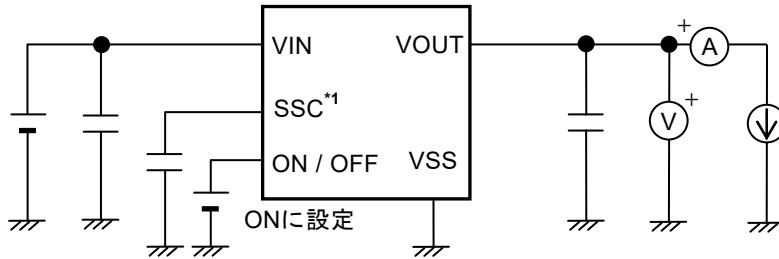 VIN
VOUT
+
A
SSC*1
+
V
ON / OFF
VSS
ONに設定